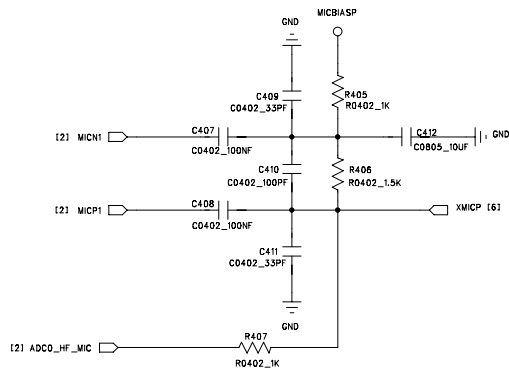 MICBIASP
GND
C409
C0402_33PF
R405
R0402_1K
C407
[2] MICN1
C0402_100NF
C412
C0805_10UF
GND
C410
C0402_100PF
R406
R0402_1.5K
C408
[2] MICP1
C0402_100NF
XMICP [6]
C411
C0402_33PF
GND
R407
[2] ADC0_HF_MIC
R0402_1K